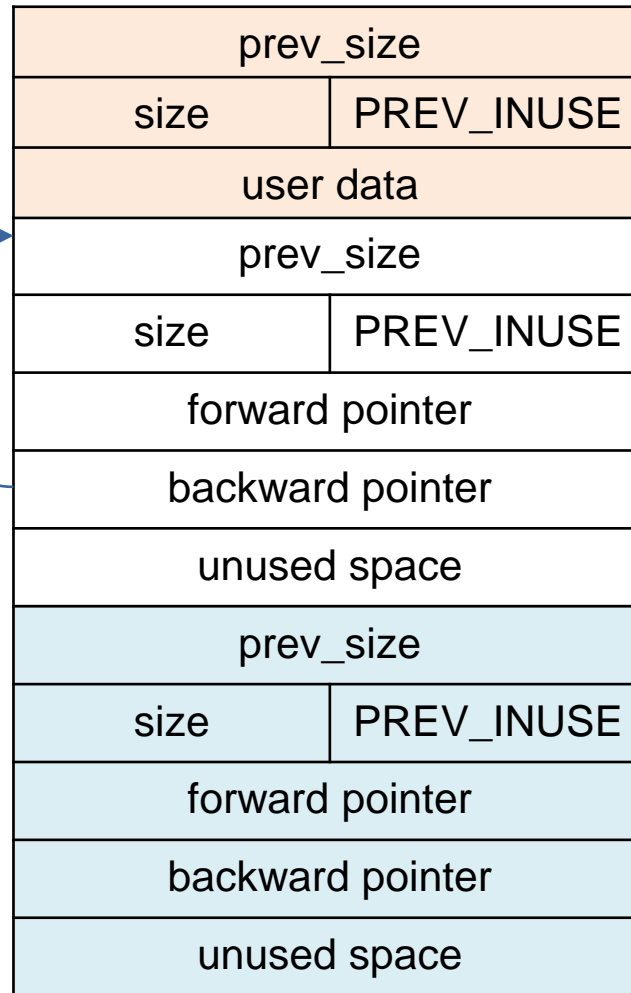 prev_size
size PREV_INUSE
user data
prev_size
size PREV_INUSE
forward pointer
backward pointer
unused space
prev_size
size PREV_INUSE
forward pointer
backward pointer
unused space